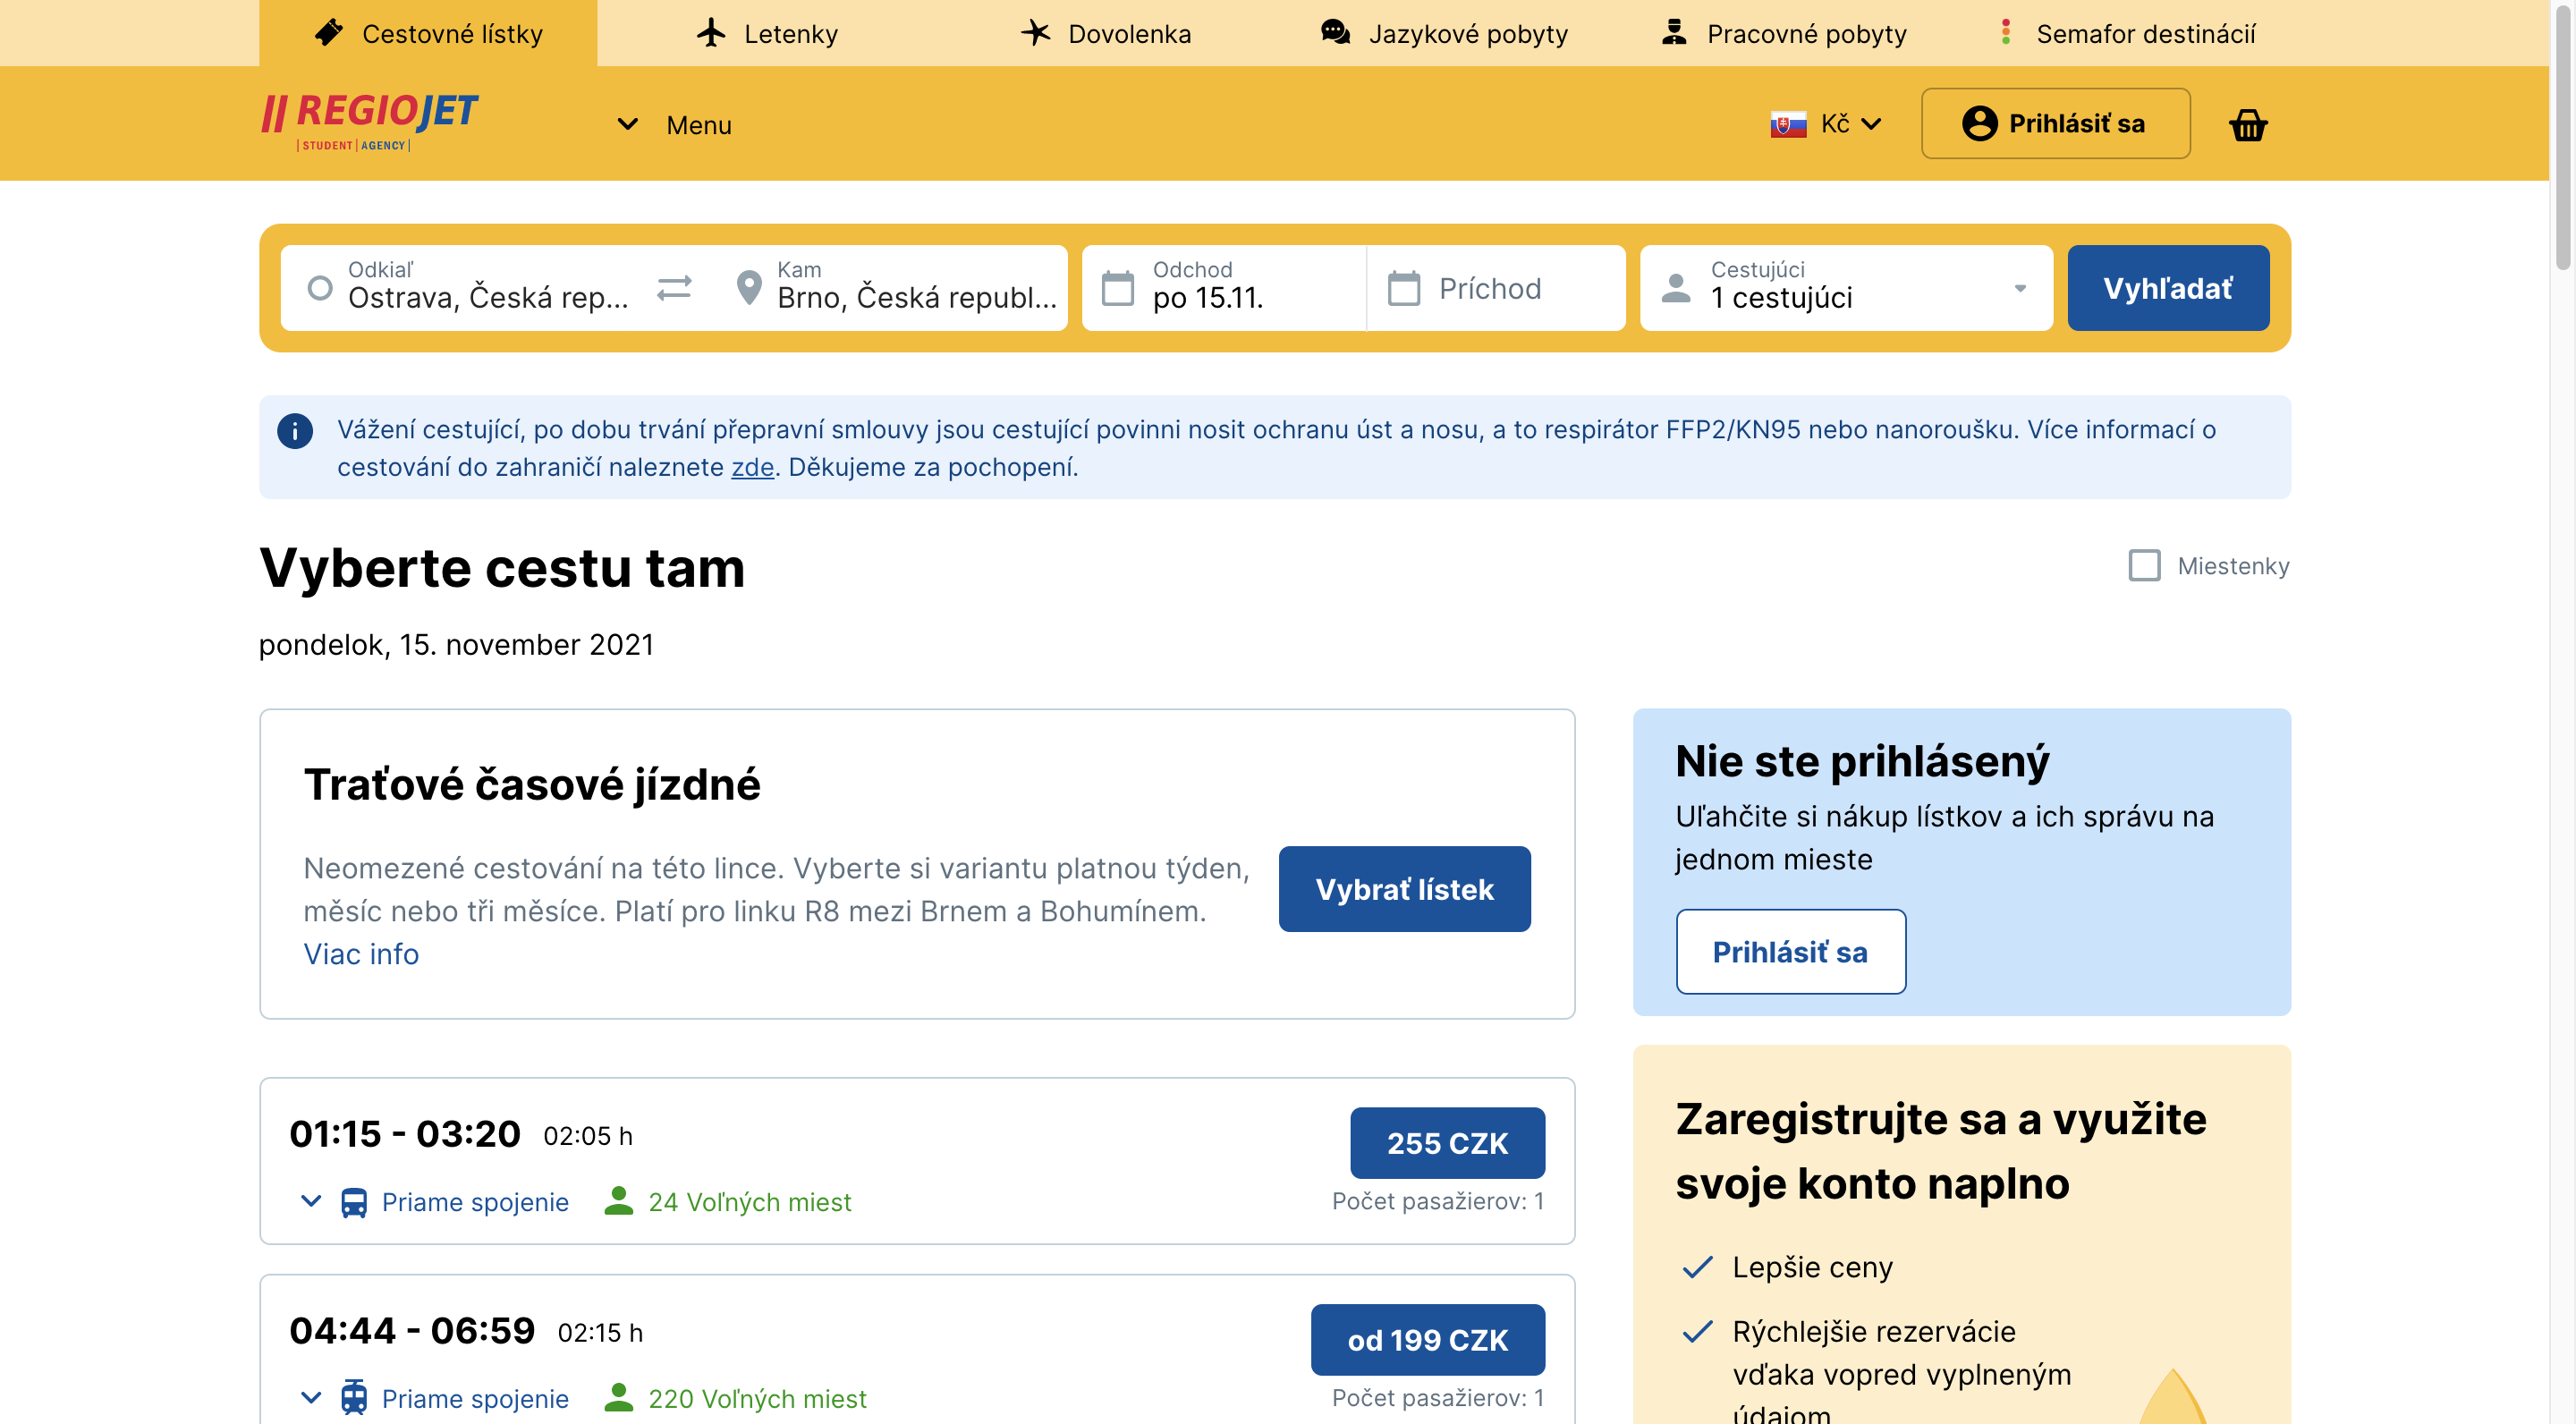 Cestovné lístky
Letenky
Dovolenka
Jazykové pobyty
Pracovné pobyty
Semafor destinácií
REGIOJET
STUDENT AGENCY
Menu
Kč
Prihlásiť sa
Odkiaľ
Ostrava, Česká rep...
Kam
Brno, Česká republ...
Odchod
po 15.11.
Príchod
Cestujúci
1 cestujúci
Vyhľadať
Vážení cestující, po dobu trvání přepravní smlouvy jsou cestující povinni nosit ochranu úst a nosu, a to respirátor FFP2/KN95 nebo nanoroušku. Více informací o
cestování do zahraničí naleznete zde. Děkujeme za pochopení.
Vyberte cestu tam
Miestenky
pondelok, 15. november 2021
Traťové časové jízdné
Neomezené cestování na této lince. Vyberte si variantu platnou týden,
měsíc nebo tři měsíce. Platí pro linku R8 mezi Brnem a Bohumínem.
Viac info
Vybrať lístek
Nie ste prihlásený
Uľahčite si nákup lístkov a ich správu na
jednom mieste
Prihlásiť sa
01:15 - 03:20 02:05 h
255 CZK
Priame spojenie
24 Voľných miest
Počet pasažierov: 1
04:44 - 06:59 02:15 h
od 199 CZK
Priame spojenie
220 Voľných miest
Počet pasažierov: 1
Zaregistrujte sa a využite
svoje konto naplno
Lepšie ceny
Rýchlejšie rezervácie
vďaka vopred vyplneným
údajom